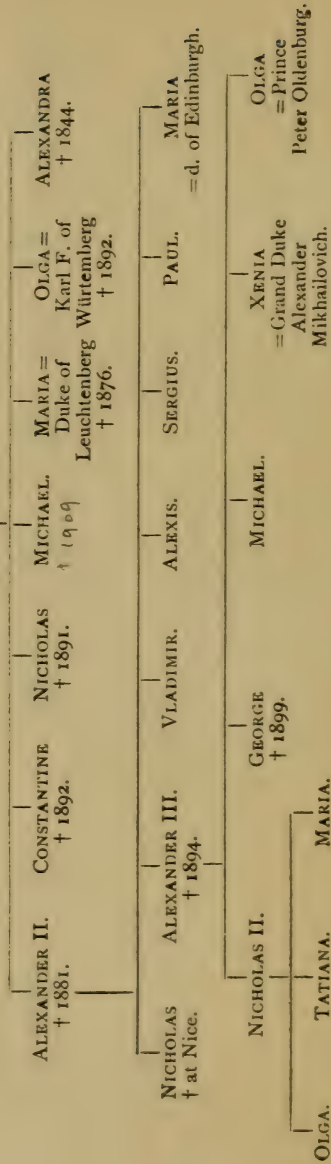 ALEXANDER II.
† 1881.
CONSTANTINE
† 1892.
NICHOLAS
† 1891.
MICHAEL.
† 1909
MARIA =
Duke of
Leuchtenberg
† 1876.
OLGA =
Karl F. of
Würtemberg
† 1892.
ALEXANDRA
† 1844.
NICHOLAS
† at Nice.
ALEXANDER III.
† 1894.
VLADIMIR.
ALEXIS.
SERGIUS.
PAUL.
MARIA
= d. of Edinburgh.
NICHOLAS II.
GEORGE
† 1899.
MICHAEL.
XENIA
= Grand Duke
Alexander
Mikhailovich.
OLGA
= Prince
Peter Oldenburg.
OLGA.
TATIANA.
MARIA.